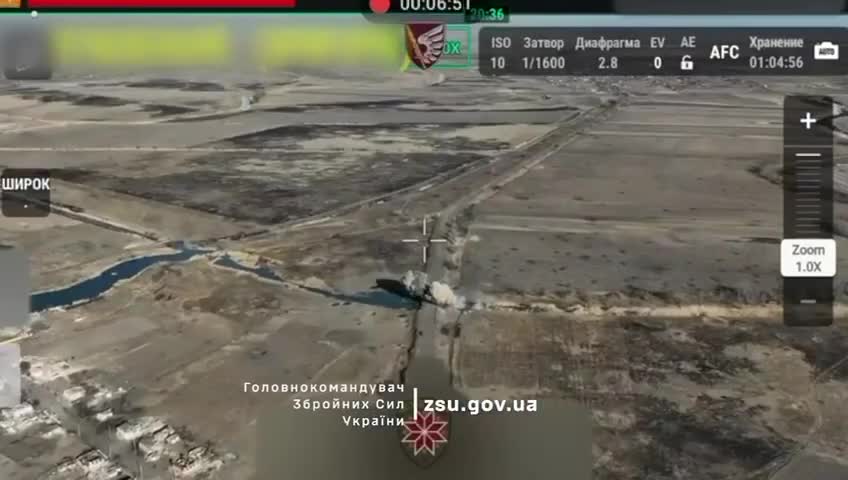 00:06:51
20:36
ISO Затвор Диафрагма EV AE AFC Хранение
10 1/1600 2.8 0 01:04:56
AUTO
ШИРОК
+
Zoom
1.0X
Головнокомандувач
Збройних Сил
України
zsu.gov.ua